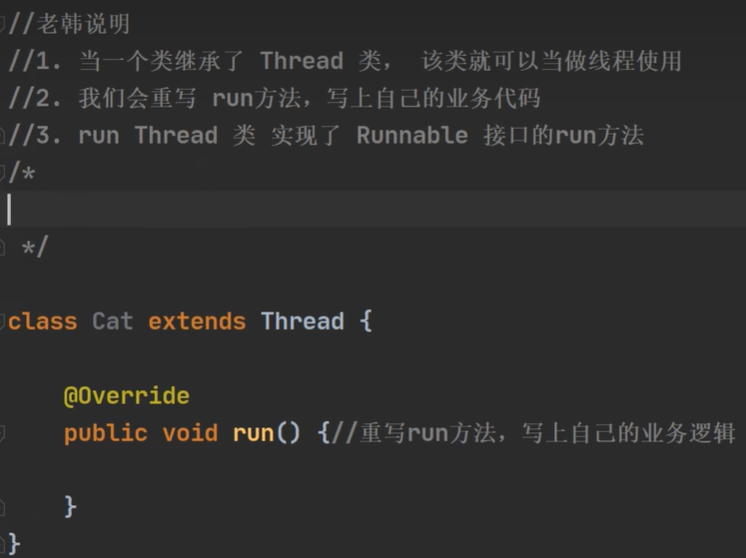 //老韩说明
//1. 当一个类继承了 Thread 类， 该类就可以当做线程使用
//2. 我们会重写 run方法，写上自己的业务代码
//3. run Thread 类 实现了 Runnable 接口的run方法
/*
*/
class Cat extends Thread {
@Override
public void run() {//重写run方法，写上自己的业务逻辑
}
}